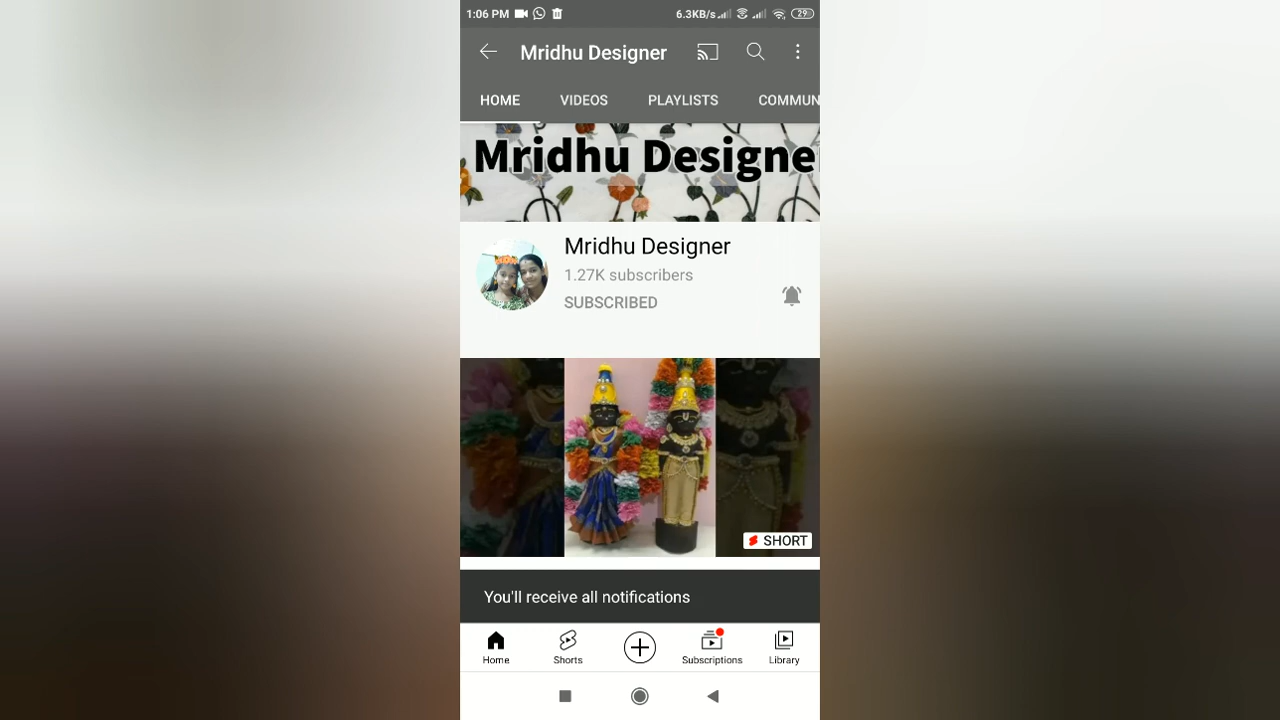 1:06 PM
6.3KB/s
29
Mridhu Designer
HOME
VIDEOS
PLAYLISTS
COMMUN
Mridhu Designer
Mridhu Designer
1.27K subscribers
SUBSCRIBED
SHORT
You'll receive all notifications
Home
Shorts
Subscriptions
Library